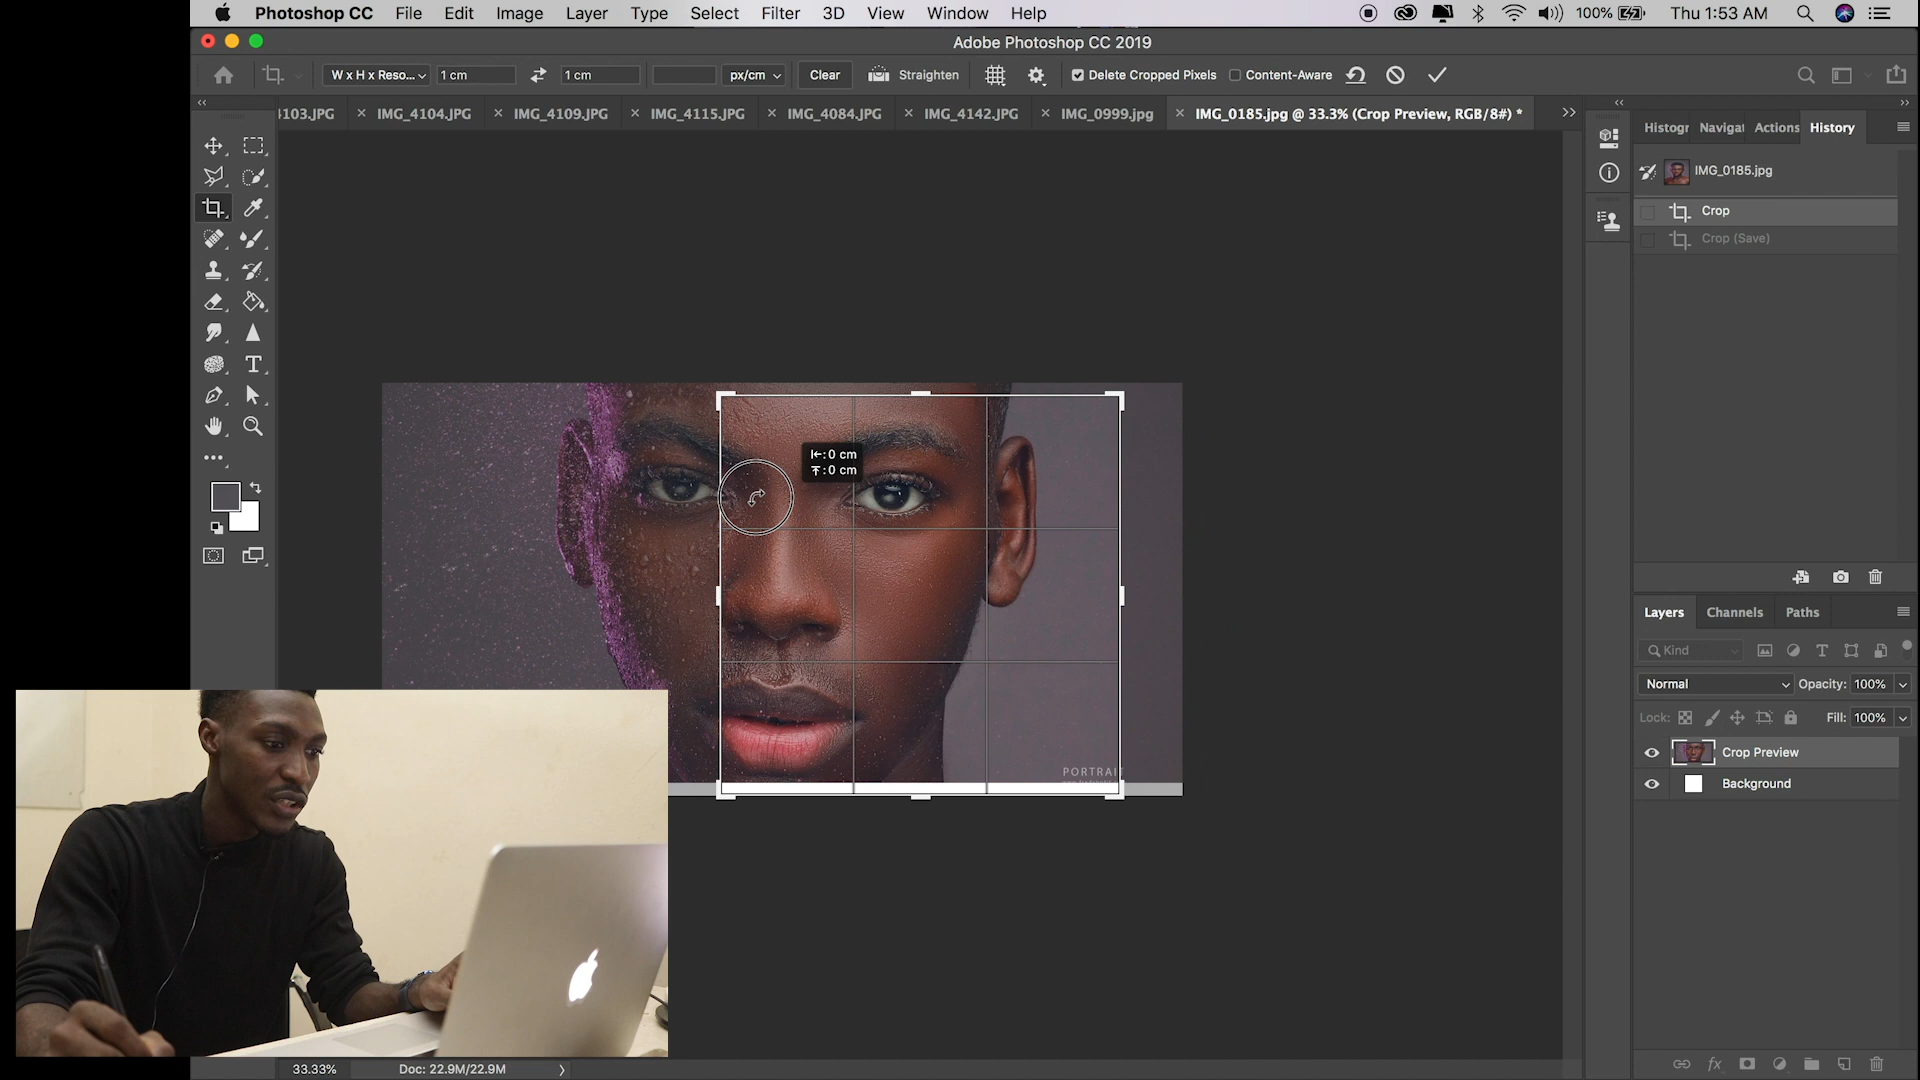 Photoshop CC File Edit Image Layer Type Select Filter 3D View Window Help 100% Thu 1:53 AM
Adobe Photoshop CC 2019
W x H x Reso... 1 cm 1 cm px/cm Clear Straighten Delete Cropped Pixels Content-Aware
4103.JPG IMG_4104.JPG IMG_4109.JPG IMG_4115.JPG IMG_4084.JPG IMG_4142.JPG IMG_0999.jpg IMG_0185.jpg @ 33.3% (Crop Preview, RGB/8#) *
Histogr Navigat Actions History
IMG_0185.jpg
Crop
Crop (Save)
: 0 cm
: 0 cm
PORTRAIT
Layers Channels Paths
Kind
Normal Opacity: 100%
Lock: Fill: 100%
Crop Preview
Background
33.33% Doc: 22.9M/22.9M